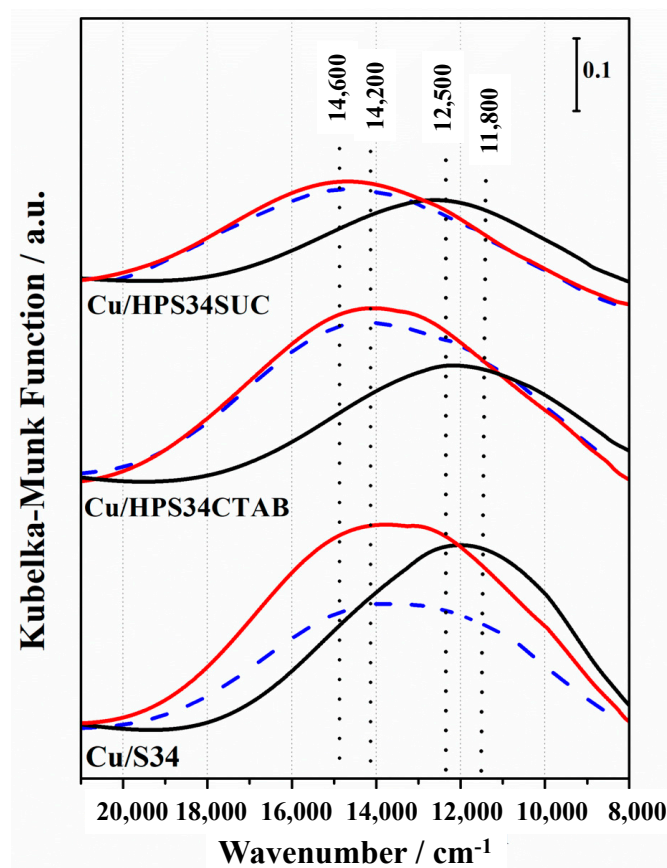 14,600
14,200
12,500
11,800
0.1
Kubelka-Munk Function / a.u.
Cu/HPS34SUC
Cu/HPS34CTAB
Cu/S34
20,000 18,000 16,000 14,000 12,000 10,000 8,000
Wavenumber / cm⁻¹